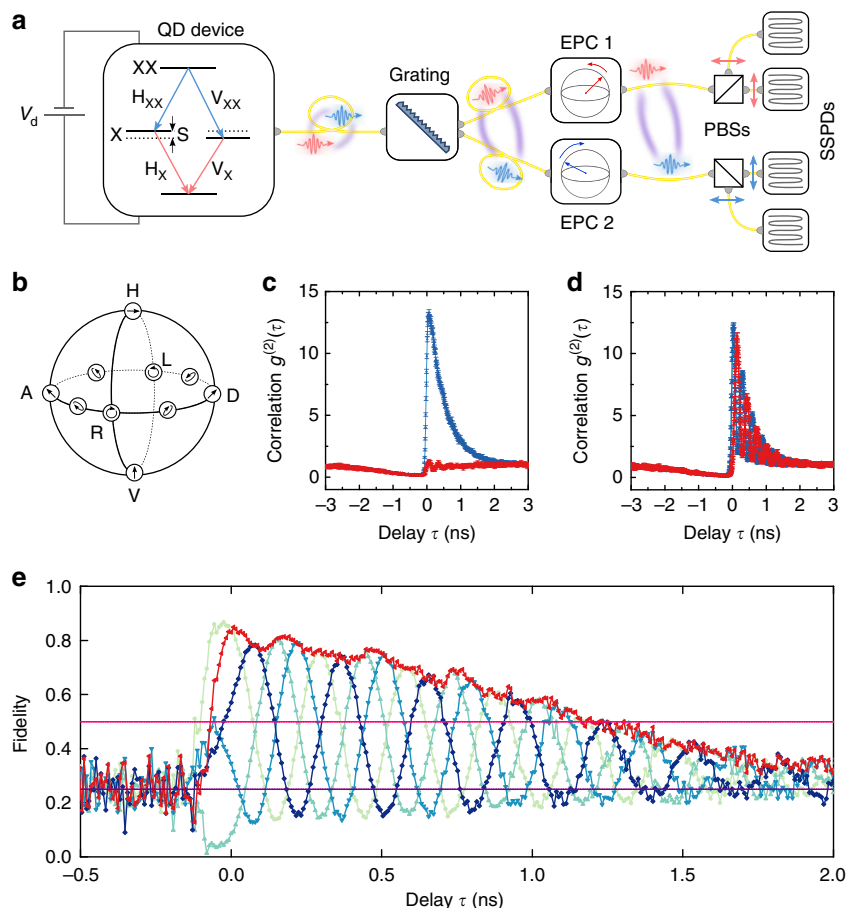 a
QD device
XX
H_XX
V_XX
V_d
X
S
H_X
V_X
Grating
EPC 1
EPC 2
PBSs
SSPDs
b
H
L
A
D
R
V
c
Correlation g^(2)(τ)
15
10
5
0
−3 −2 −1 0 1 2 3
Delay τ (ns)
d
Correlation g^(2)(τ)
15
10
5
0
−3 −2 −1 0 1 2 3
Delay τ (ns)
e
Fidelity
1.0
0.8
0.6
0.4
0.2
0.0
−0.5 0.0 0.5 1.0 1.5 2.0
Delay τ (ns)